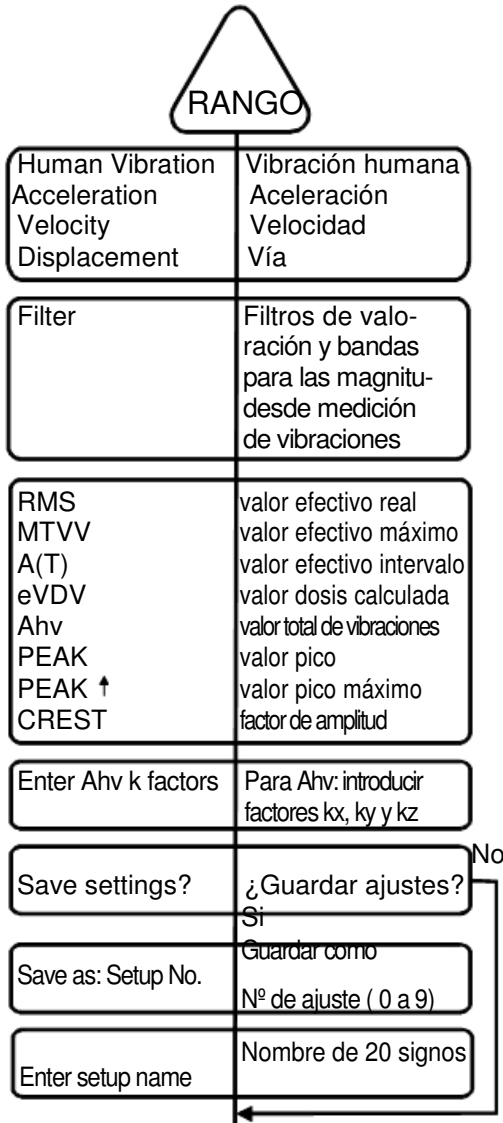 RANGO
Human Vibration Vibración humana
Acceleration Aceleración
Velocity Velocidad
Displacement Vía
Filter Filtros de valo-
ración y bandas
para las magnitu-
desde medición
de vibraciones
RMS valor efectivo real
MTVV valor efectivo máximo
A(T) valor efectivo intervalo
eVDV valor dosis calculada
Ahv valor total de vibraciones
PEAK valor pico
PEAK ↑ valor pico máximo
CREST factor de amplitud
Enter Ahv k factors Para Ahv: introducir
factores kx, ky y kz
No
Save settings? ¿Guardar ajustes?
Si
Guardar como
Save as: Setup No.
Nº de ajuste ( 0 a 9)
Nombre de 20 signos
Enter setup name